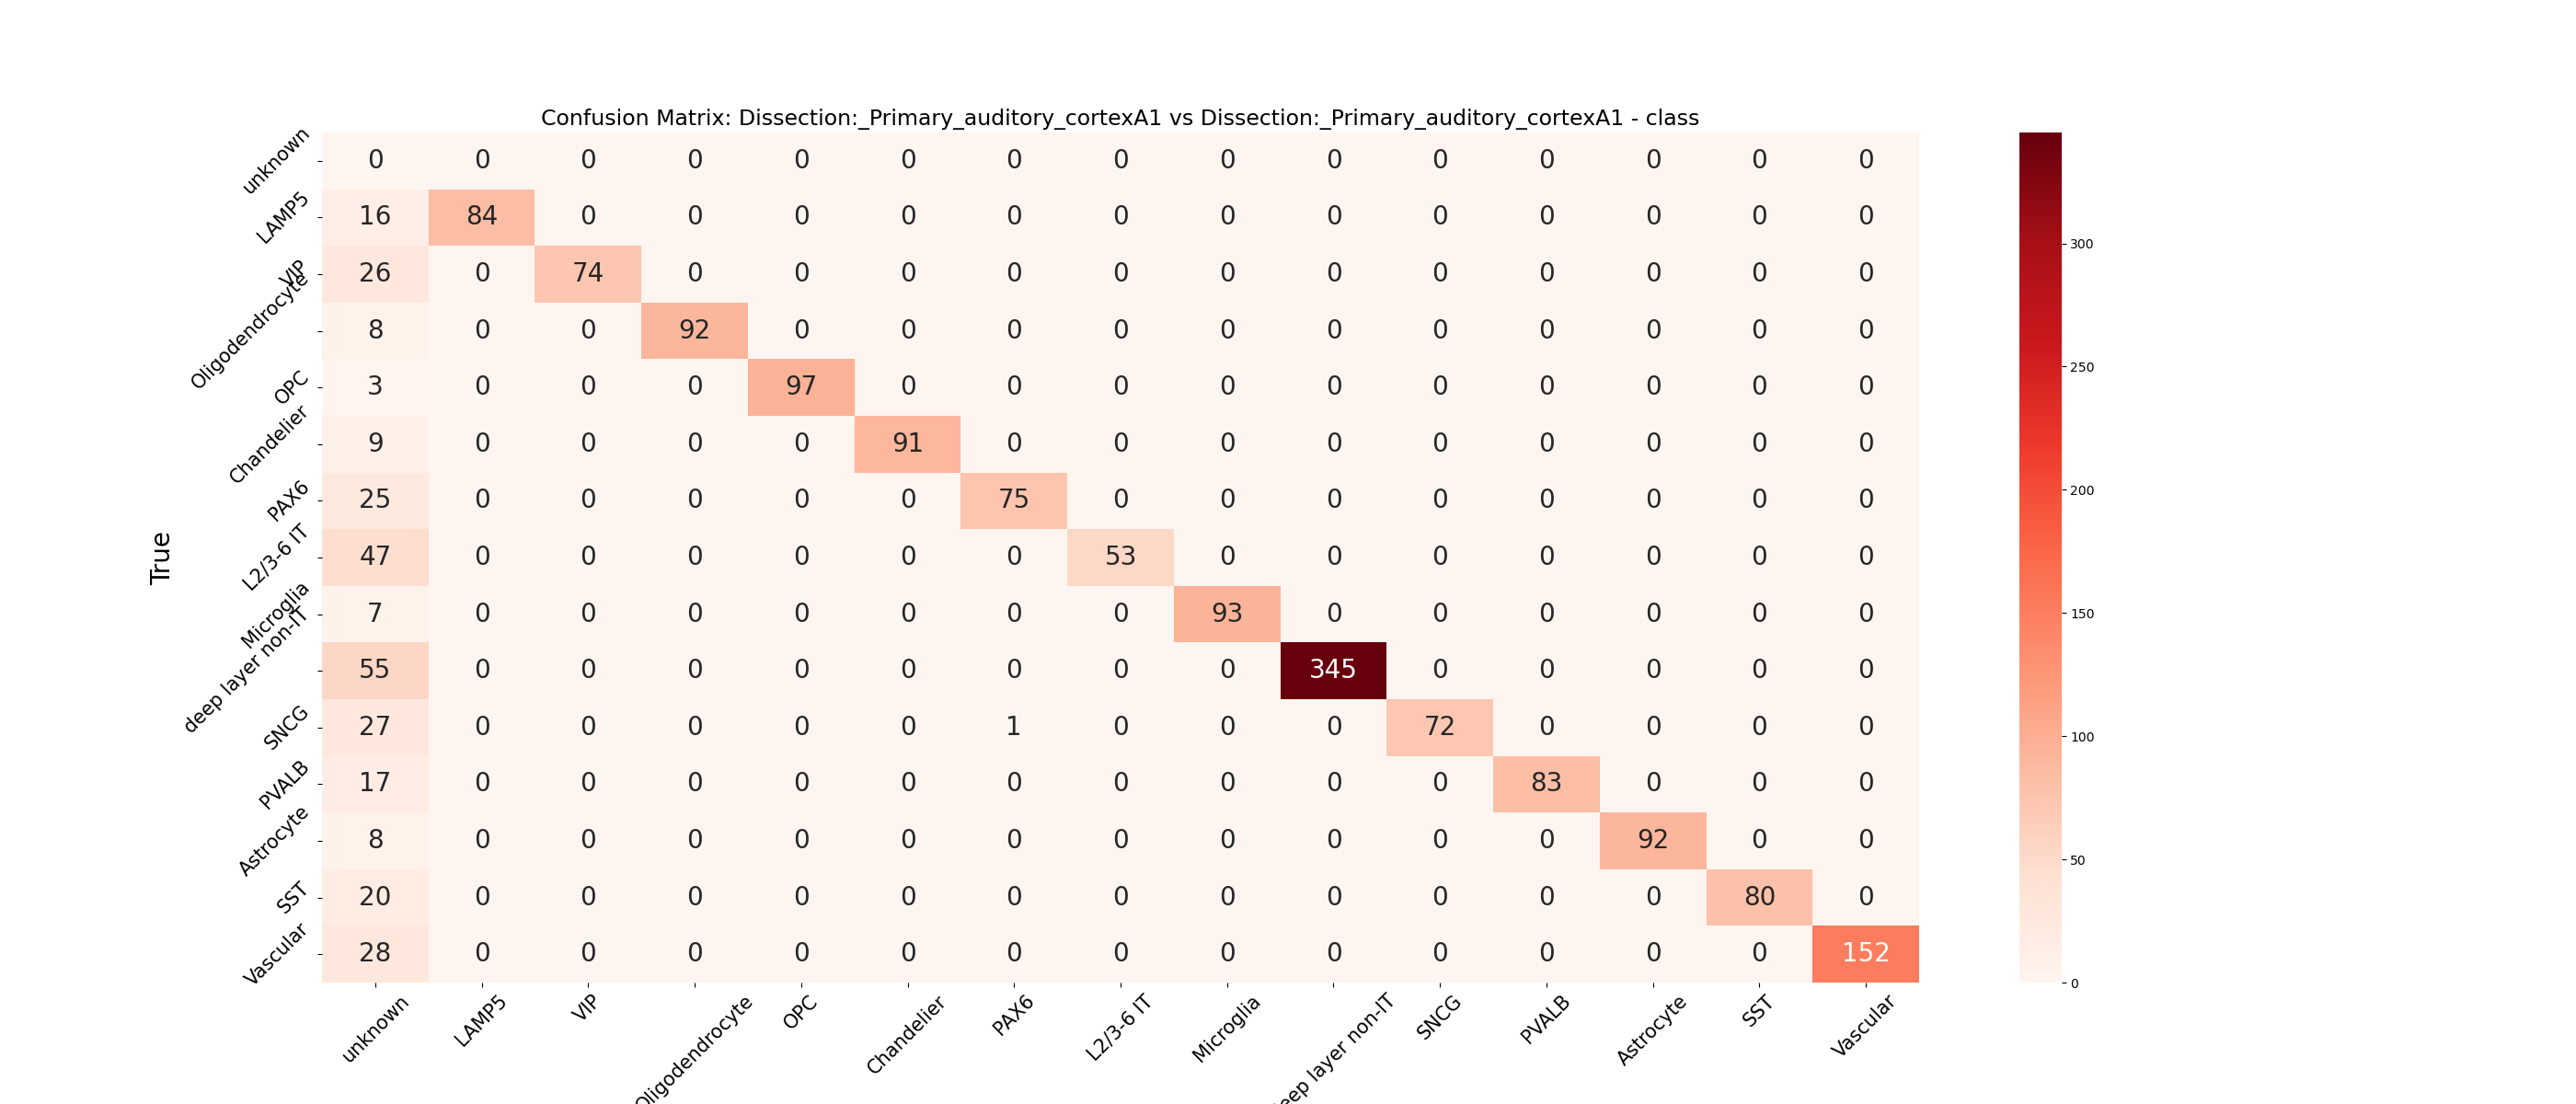 Confusion Matrix: Dissection:_Primary_auditory_cortexA1 vs Dissection:_Primary_auditory_cortexA1 - class
unknown 0 0 0 0 0 0 0 0 0 0 0 0 0 0 0
LAMP5 16 84 0 0 0 0 0 0 0 0 0 0 0 0 0
VIP 26 0 74 0 0 0 0 0 0 0 0 0 0 0 0
Oligodendrocyte 8 0 0 92 0 0 0 0 0 0 0 0 0 0 0
OPC 3 0 0 0 97 0 0 0 0 0 0 0 0 0 0
Chandelier 9 0 0 0 0 91 0 0 0 0 0 0 0 0 0
PAX6 25 0 0 0 0 0 75 0 0 0 0 0 0 0 0
L2/3-6 IT 47 0 0 0 0 0 0 53 0 0 0 0 0 0 0
Microglia 7 0 0 0 0 0 0 0 93 0 0 0 0 0 0
deep layer non-IT 55 0 0 0 0 0 0 0 0 345 0 0 0 0 0
SNCG 27 0 0 0 0 0 1 0 0 0 72 0 0 0 0
PVALB 17 0 0 0 0 0 0 0 0 0 0 83 0 0 0
Astrocyte 8 0 0 0 0 0 0 0 0 0 0 0 92 0 0
SST 20 0 0 0 0 0 0 0 0 0 0 0 0 80 0
Vascular 28 0 0 0 0 0 0 0 0 0 0 0 0 0 152
True
unknown LAMP5 VIP Oligodendrocyte OPC Chandelier PAX6 L2/3-6 IT Microglia eep layer non-IT SNCG PVALB Astrocyte SST Vascular
300
250
200
150
100
50
0